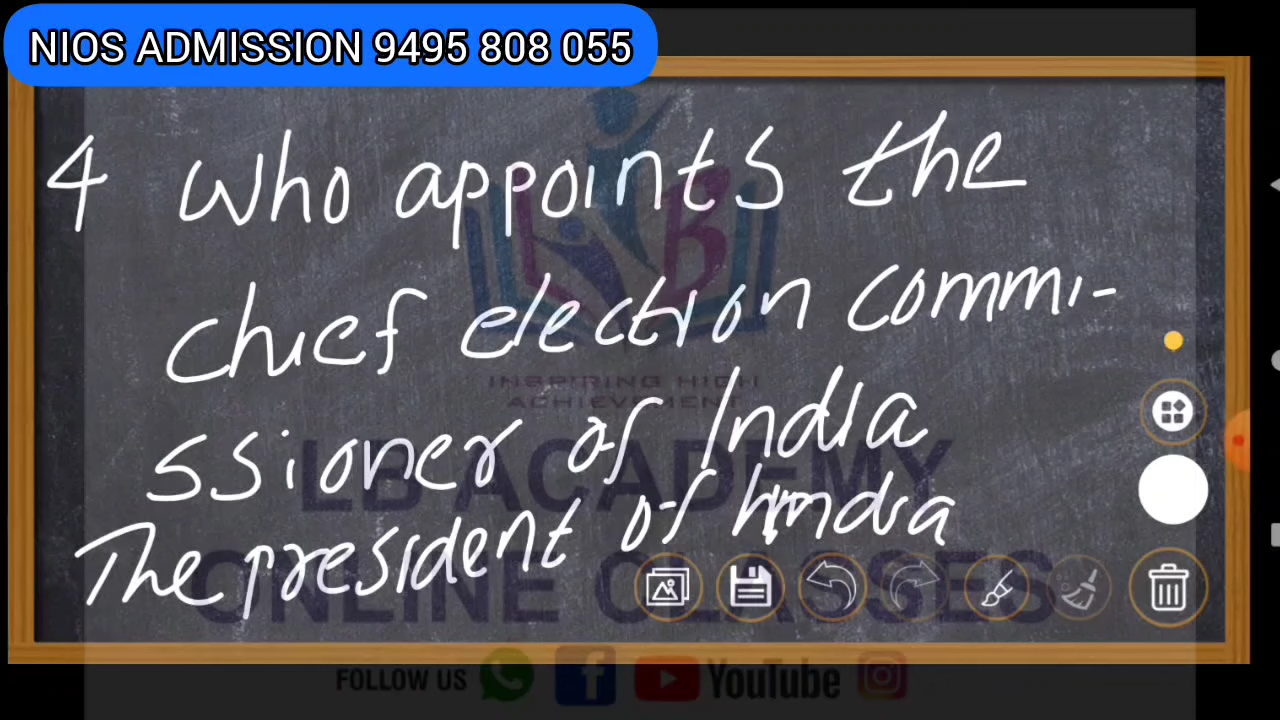 NIOS ADMISSION 9495 808 055
4 Who appoints the
chief election commi-
ssioner of India
The president of India
INSPIRING HIGH
ACHIEVEMENT
LB ACADEMY
ONLINE CLASSES
FOLLOW US YouTube